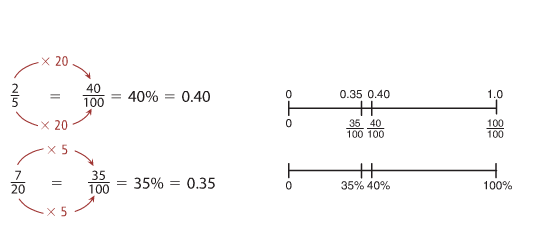 × 20
2/5 = 40/100 = 40% = 0.40
× 20
× 5
7/20 = 35/100 = 35% = 0.35
× 5
0 0.35 0.40 1.0
0 35/100 40/100 100/100
0 35% 40% 100%